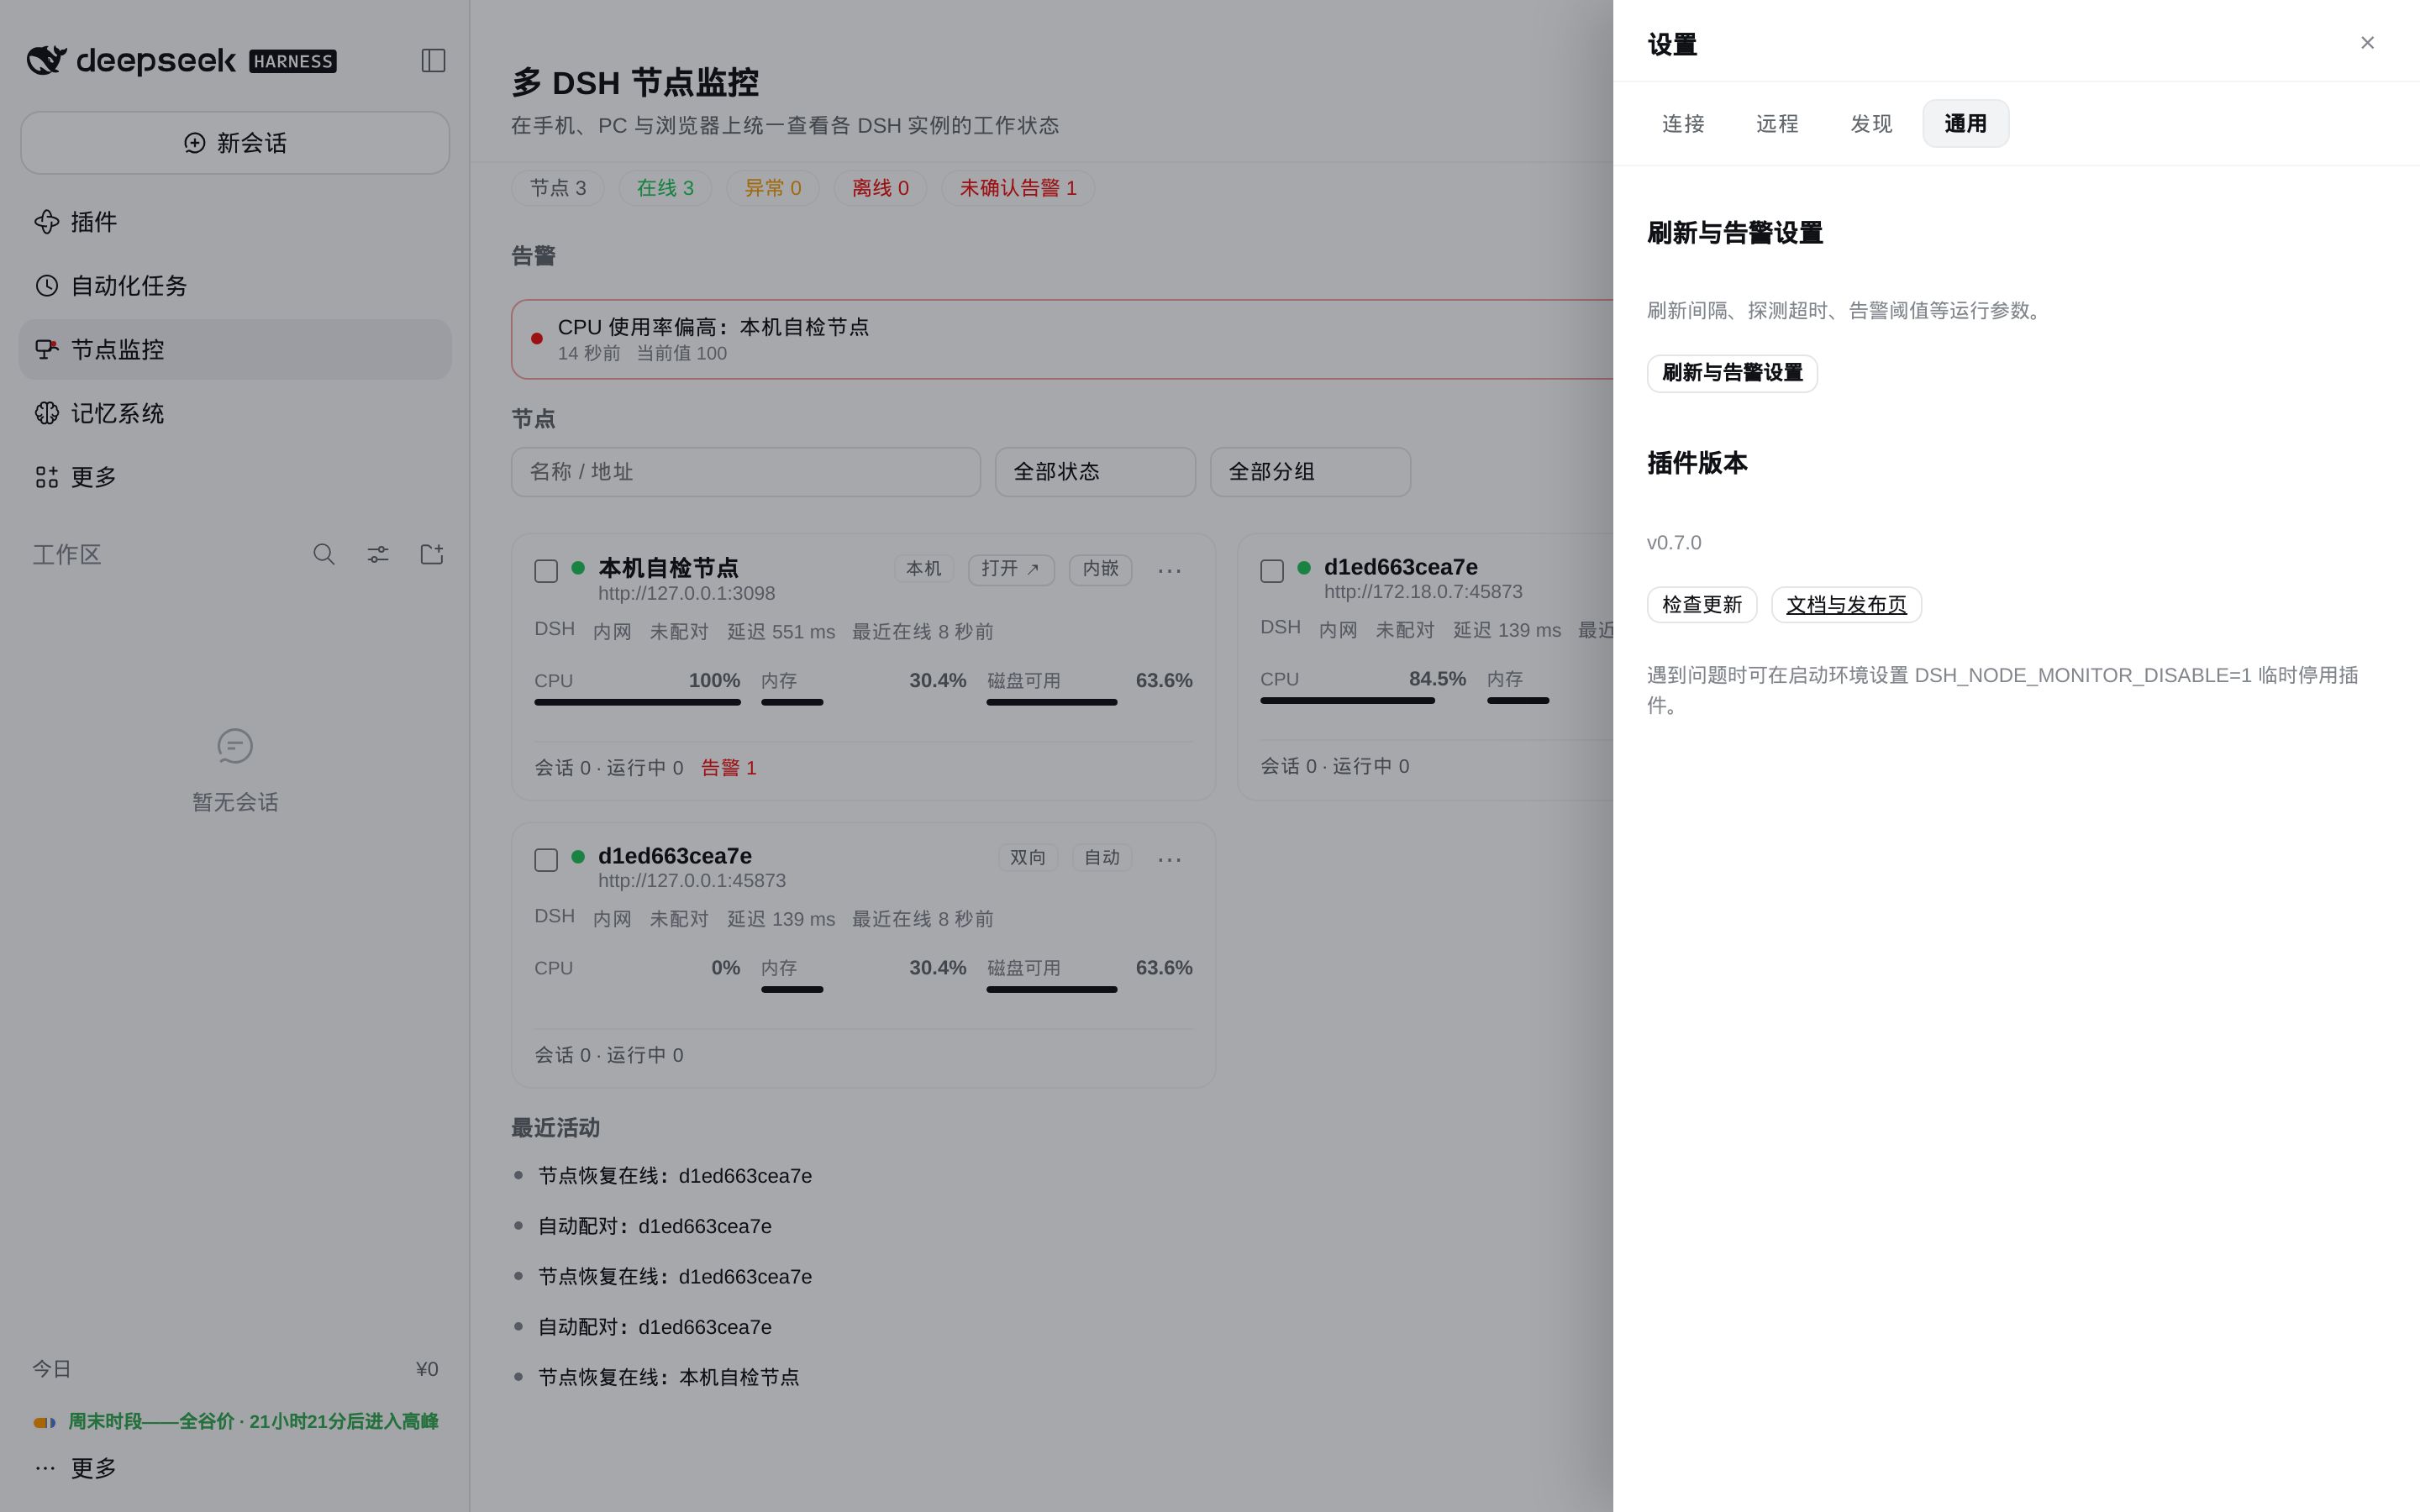 deepseek HARNESS
新会话
插件
自动化任务
节点监控
记忆系统
更多
工作区
暂无会话
今日 ¥0
周末时段——全谷价 · 21小时21分后进入高峰
更多
多 DSH 节点监控
在手机、PC 与浏览器上统一查看各 DSH 实例的工作状态
节点 3 在线 3 异常 0 离线 0 未确认告警 1
告警
CPU 使用率偏高：本机自检节点
14 秒前 当前值 100
节点
名称 / 地址 全部状态 全部分组
本机自检节点 本机 打开 ↗ 内嵌 ···
http://127.0.0.1:3098
DSH 内网 未配对 延迟 551 ms 最近在线 8 秒前
CPU 100% 内存 30.4% 磁盘可用 63.6%
会话 0 · 运行中 0 告警 1
d1ed663cea7e
http://172.18.0.7:45873
DSH 内网 未配对 延迟 139 ms 最近
CPU 84.5% 内存
会话 0 · 运行中 0
d1ed663cea7e 双向 自动 ···
http://127.0.0.1:45873
DSH 内网 未配对 延迟 139 ms 最近在线 8 秒前
CPU 0% 内存 30.4% 磁盘可用 63.6%
会话 0 · 运行中 0
最近活动
节点恢复在线：d1ed663cea7e
自动配对：d1ed663cea7e
节点恢复在线：d1ed663cea7e
自动配对：d1ed663cea7e
节点恢复在线：本机自检节点
设置 ×
连接 远程 发现 通用
刷新与告警设置
刷新间隔、探测超时、告警阈值等运行参数。
刷新与告警设置
插件版本
v0.7.0
检查更新 文档与发布页
遇到问题时可在启动环境设置 DSH_NODE_MONITOR_DISABLE=1 临时停用插
件。